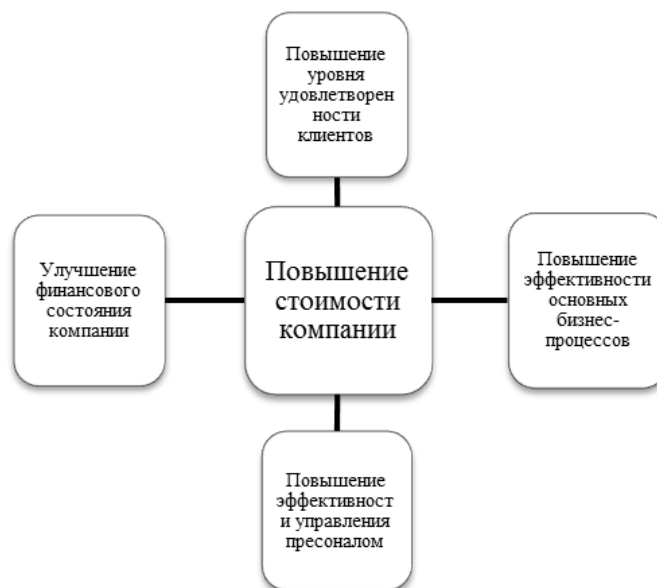 Повышение
уровня
удовлетворен
ности
клиентов
Улучшение
финансового
состояния
компании
Повышение
стоимости
компании
Повышение
эффективности
основных
бизнес-
процессов
Повышение
эффективност
и управления
пресоналом